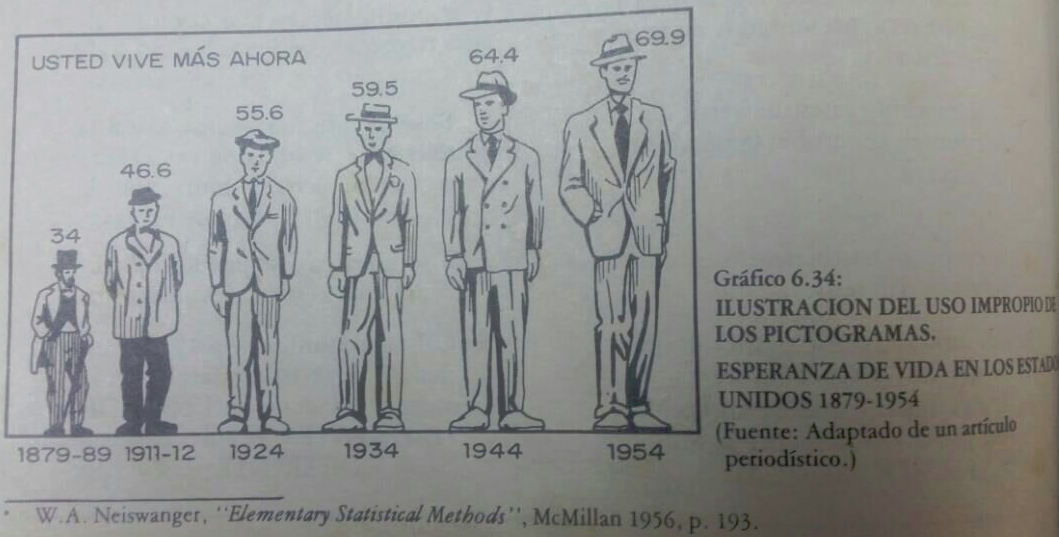 USTED VIVE MÁS AHORA
34
46.6
55.6
59.5
64.4
69.9
1879-89 1911-12 1924 1934 1944 1954
Gráfico 6.34:
ILUSTRACION DEL USO IMPROPIO DE
LOS PICTOGRAMAS.
ESPERANZA DE VIDA EN LOS ESTADO
UNIDOS 1879-1954
(Fuente: Adaptado de un artículo
periodístico.)
* W.A. Neiswanger, "Elementary Statistical Methods", McMillan 1956, p. 193.